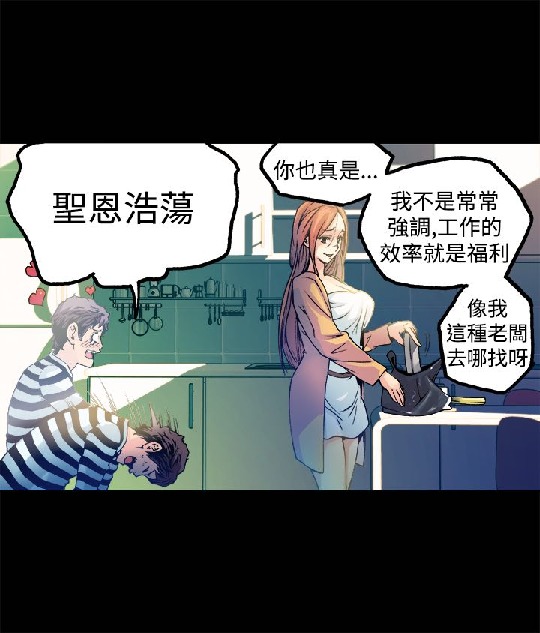 聖恩浩蕩
你也真是...
我不是常常
強調,工作的
效率就是福利
像我
這種老闆
去哪找呀